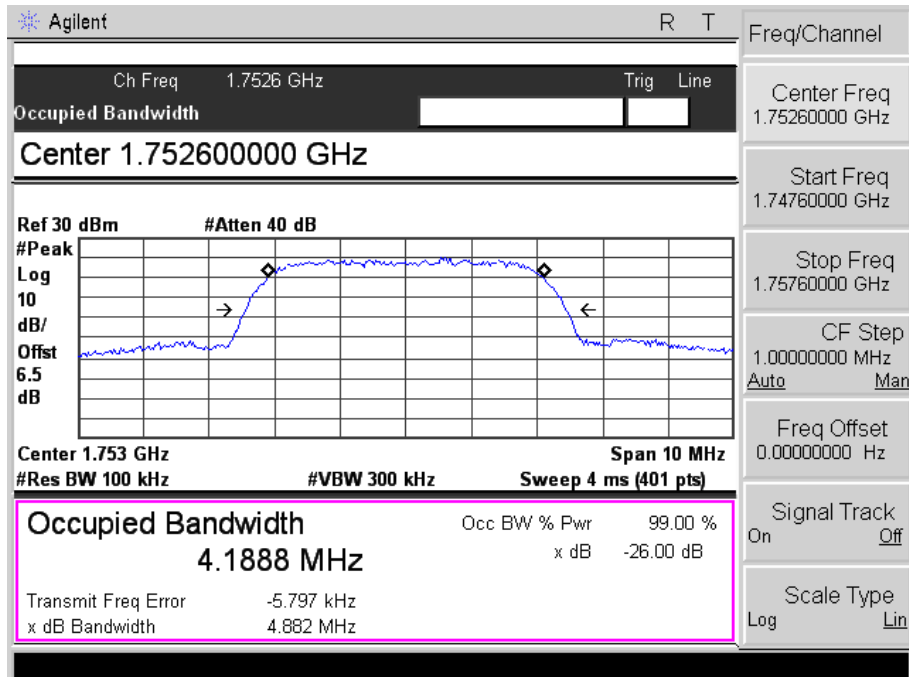 Agilent R T
Ch Freq 1.7526 GHz Trig Line
Occupied Bandwidth
Center 1.752600000 GHz
Ref 30 dBm #Atten 40 dB
#Peak
Log
10
dB/
Offst
6.5
dB
Center 1.753 GHz Span 10 MHz
#Res BW 100 kHz #VBW 300 kHz Sweep 4 ms (401 pts)
Occupied Bandwidth Occ BW % Pwr 99.00 %
4.1888 MHz x dB -26.00 dB
Transmit Freq Error -5.797 kHz
x dB Bandwidth 4.882 MHz
Freq/Channel
Center Freq
1.75260000 GHz
Start Freq
1.74760000 GHz
Stop Freq
1.75760000 GHz
CF Step
1.00000000 MHz
Auto Man
Freq Offset
0.00000000 Hz
Signal Track
On Off
Scale Type
Log Lin